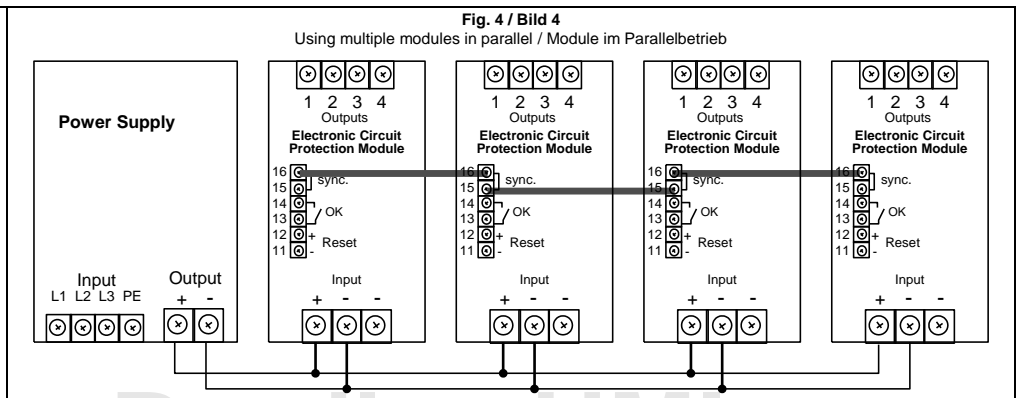 Fig. 4 / Bild 4
Using multiple modules in parallel / Module im Parallelbetrieb
Power Supply
Input
L1 L2 L3 PE
Output
+ -
1 2 3 4
Outputs
Electronic Circuit
Protection Module
16
15
sync.
14
13
OK
12 +
11 -
Reset
Input
+ - -
1 2 3 4
Outputs
Electronic Circuit
Protection Module
16
15
sync.
14
13
OK
12 +
11 -
Reset
Input
+ - -
1 2 3 4
Outputs
Electronic Circuit
Protection Module
16
15
sync.
14
13
OK
12 +
11 -
Reset
Input
+ - -
1 2 3 4
Outputs
Electronic Circuit
Protection Module
16
15
sync.
14
13
OK
12 +
11 -
Reset
Input
+ - -